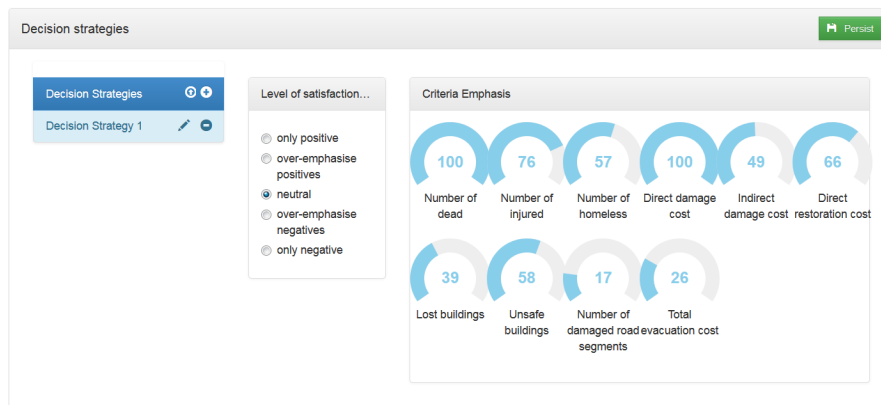 Decision strategies
Persist
Decision Strategies
Decision Strategy 1
Level of satisfaction...
only positive
over-emphasise
positives
neutral
over-emphasise
negatives
only negative
Criteria Emphasis
100 76 57 100 49 66
Number of dead
Number of injured
Number of homeless
Direct damage cost
Indirect damage cost
Direct restoration cost
39 58 17 26
Lost buildings
Unsafe buildings
Number of damaged road segments
Total evacuation cost